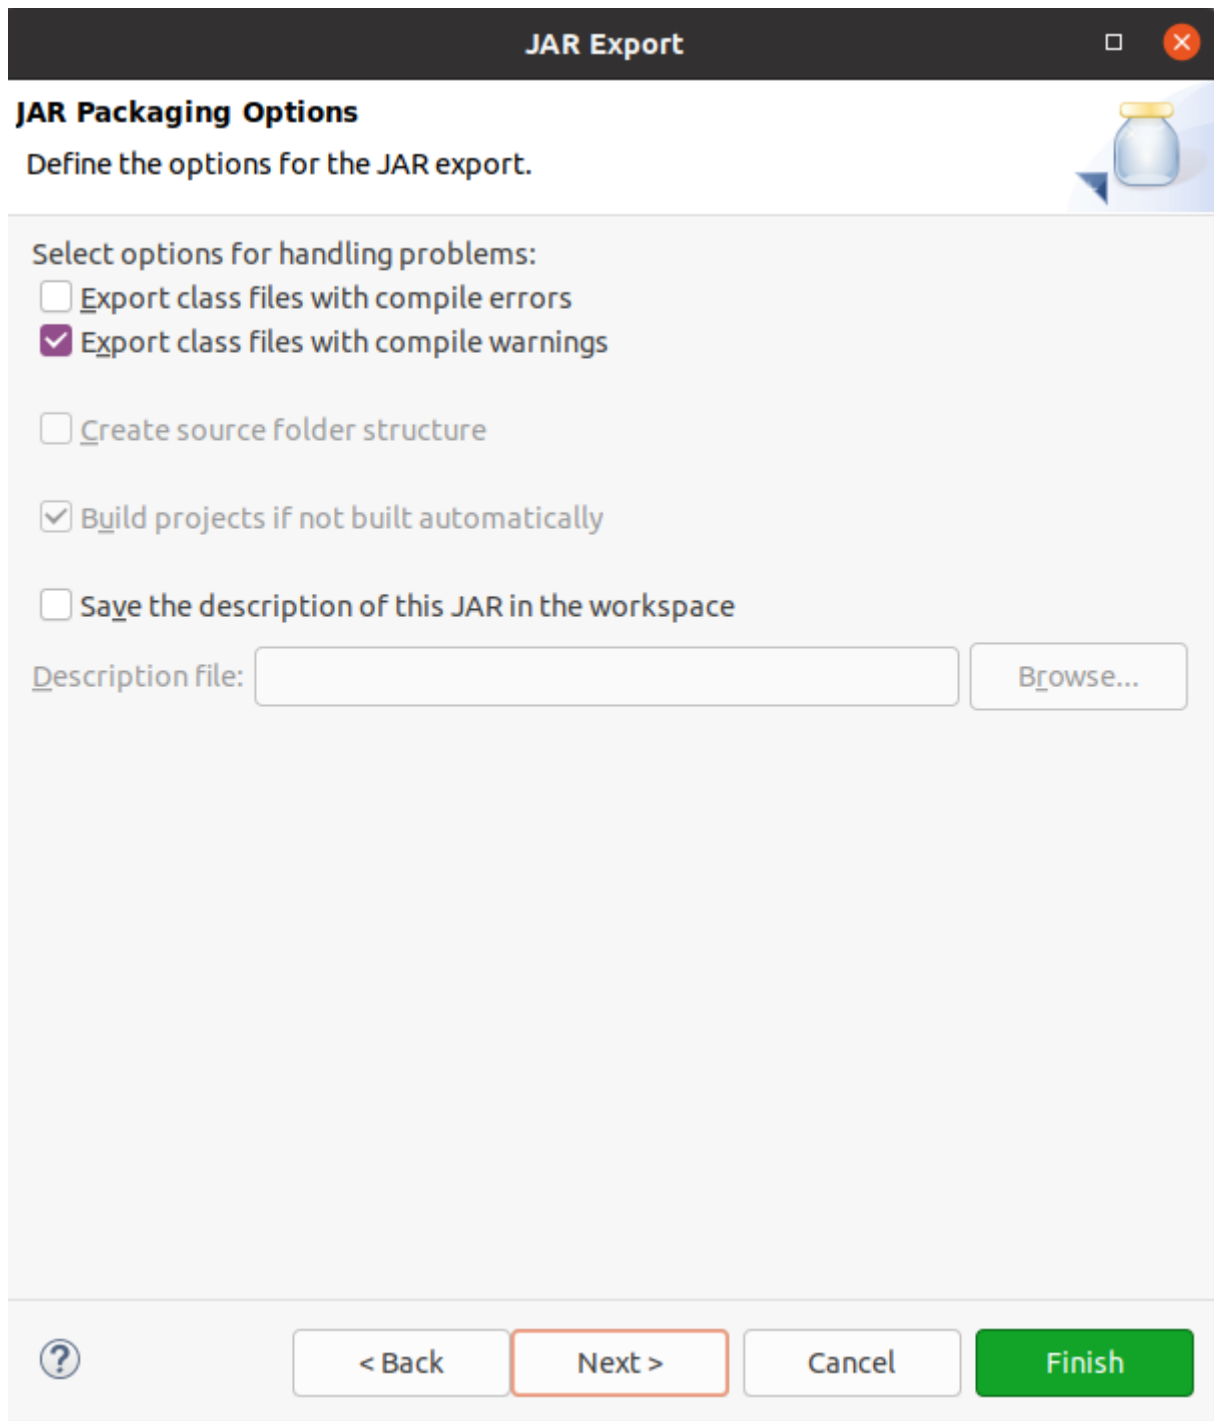 JAR Export
JAR Packaging Options
Define the options for the JAR export.
Select options for handling problems:
Export class files with compile errors
Export class files with compile warnings
Create source folder structure
Build projects if not built automatically
Save the description of this JAR in the workspace
Description file: Browse...
? < Back Next > Cancel Finish